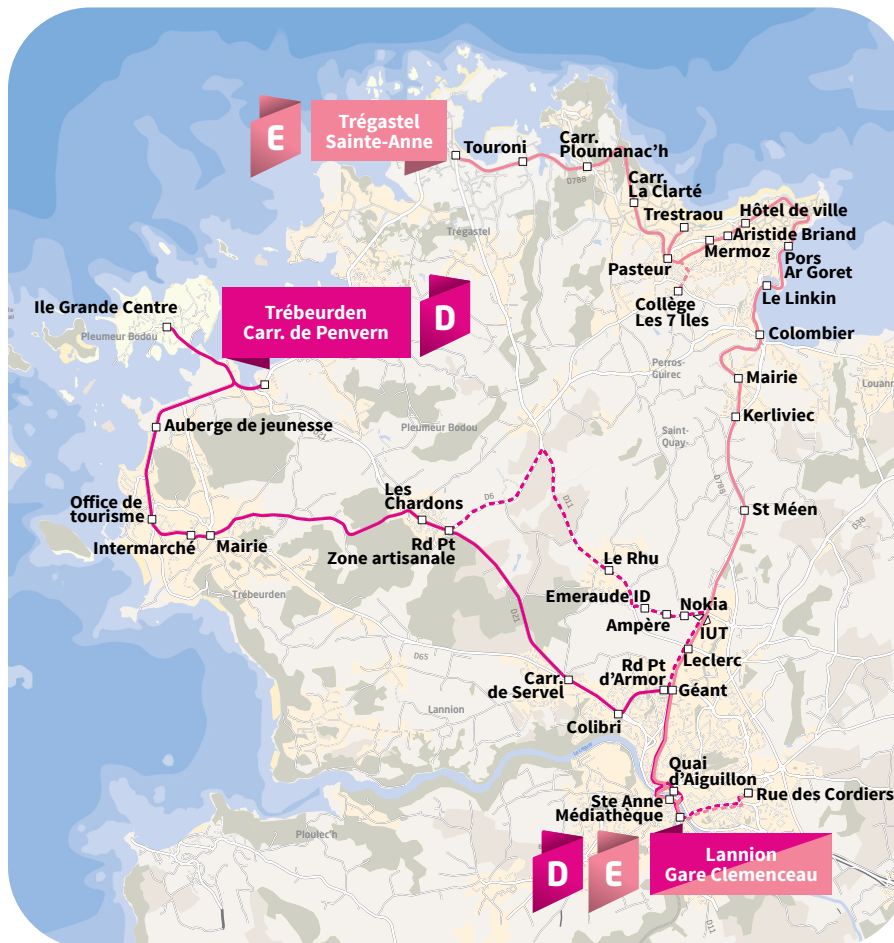 E
Trégastel
Sainte-Anne
Touroni
Carr.
Ploumanac’h
D788
Carr.
La Clarté
Trestraou
Hôtel de ville
Aristide Briand
Mermoz
Trégastel
Pasteur
Pors
Ar Goret
Collège
Les 7 Iles
Le Linkin
Ile Grande Centre
Pleumeur Bodou
Trébeurden
Carr. de Penvern
D
Colombier
Perros-
Guirec
Mairie
Louann
Kerliviec
Auberge de jeunesse
Pleumeur Bodou
D21
Saint-
Quay-
D788
Office de
tourisme
Les
Chardons
D6
D11
St Méen
D38
Intermarché
Mairie
Rd Pt
Zone artisanale
Le Rhu
Trébeurden
Emeraude ID
Ampère
Nokia
IUT
D21
D65
Leclerc
Rd Pt
d’Armor
Géant
Carr.
de Servel
Lannion
Colibri
Quai
d’Aiguillon
Rue des Cordiers
Ste Anne
Médiathèque
Ploulec'h
D
E
Lannion
Gare Clemenceau
D11